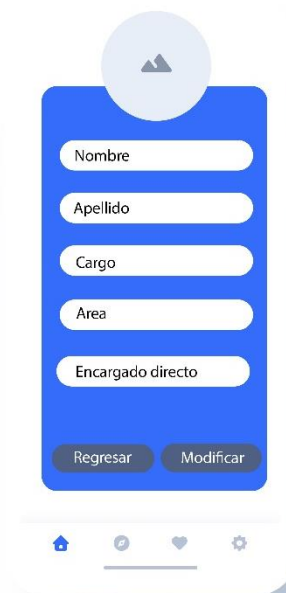 Nombre
Apellido
Cargo
Area
Encargado directo
Regresar Modificar